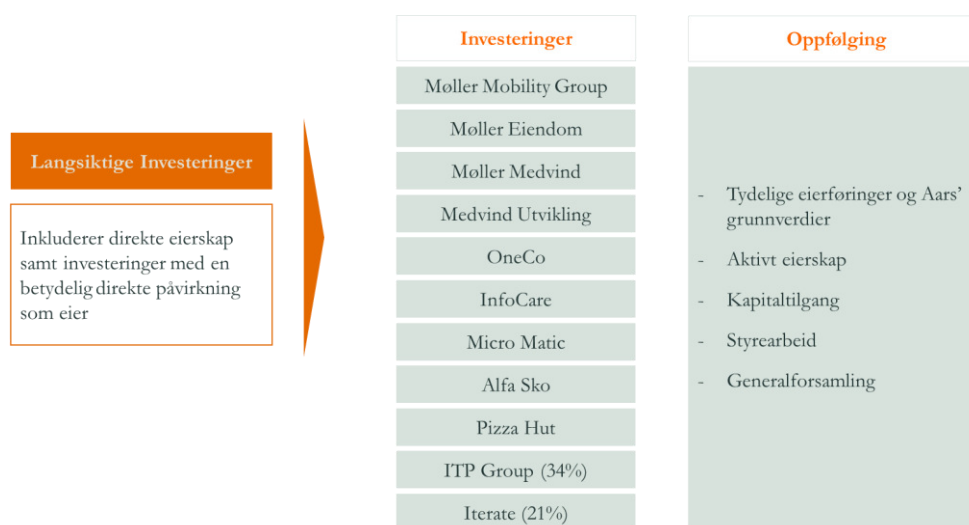 Langsiktige Investeringer
Inkluderer direkte eierskap
samt investeringer med en
betydelig direkte påvirkning
som eier
Investeringer
Møller Mobility Group
Møller Eiendom
Møller Medvind
Medvind Utvikling
OneCo
InfoCare
Micro Matic
Alfa Sko
Pizza Hut
ITP Group (34%)
Iterate (21%)
Oppfølging
- Tydelige eierføringer og Aars’
grunnverdier
- Aktivt eierskap
- Kapitaltilgang
- Styrearbeid
- Generalforsamling